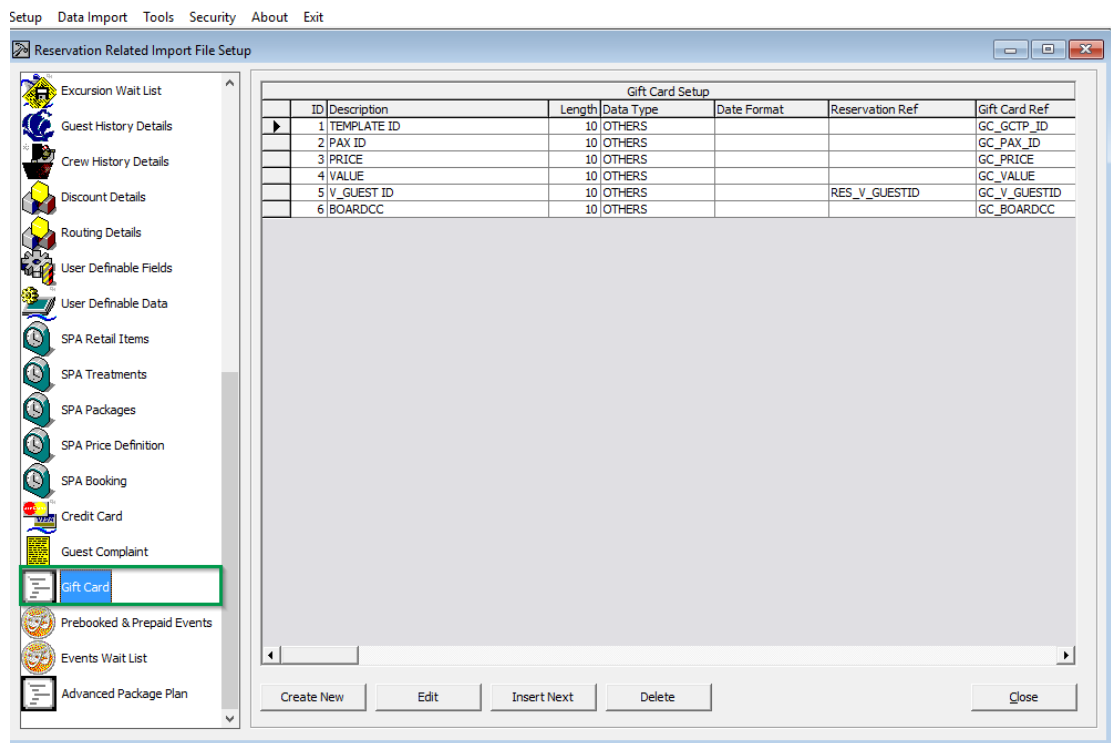 Setup Data Import Tools Security About Exit
Reservation Related Import File Setup
Excursion Wait List
Guest History Details
Crew History Details
Discount Details
Routing Details
User Definable Fields
User Definable Data
SPA Retail Items
SPA Treatments
SPA Packages
SPA Price Definition
SPA Booking
Credit Card
Guest Complaint
Gift Card
Prebooked & Prepaid Events
Events Wait List
Advanced Package Plan
Gift Card Setup
ID Description Length Data Type Date Format Reservation Ref Gift Card Ref
1 TEMPLATE ID 10 OTHERS GC_GCTP_ID
2 PAX ID 10 OTHERS GC_PAX_ID
3 PRICE 10 OTHERS GC_PRICE
4 VALUE 10 OTHERS GC_VALUE
5 V_GUEST ID 10 OTHERS RES_V_GUESTID GC_V_GUESTID
6 BOARDCC 10 OTHERS GC_BOARDCC
Create New Edit Insert Next Delete Close